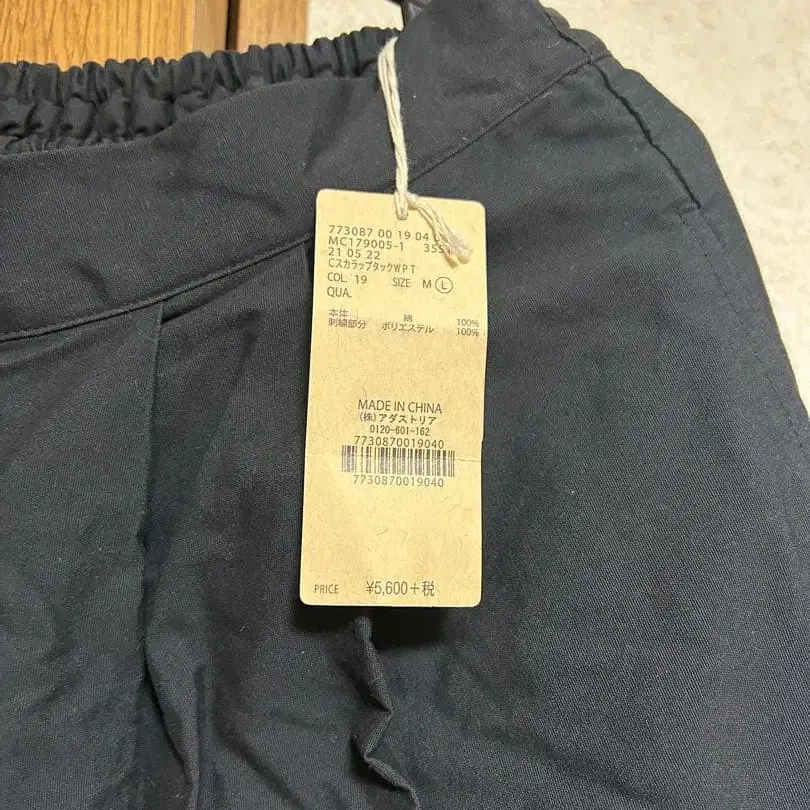 773087 00 19 04
MC179005-1 355
21 05 22
CスカラップタックWPT
COL. 19 SIZE M L
QUA.
本体 綿 100%
刺繍部分 ポリエステル 100%
MADE IN CHINA
(株)アダストリア
0120-601-162
7730870019040
7730870019040
PRICE ¥5,600+税